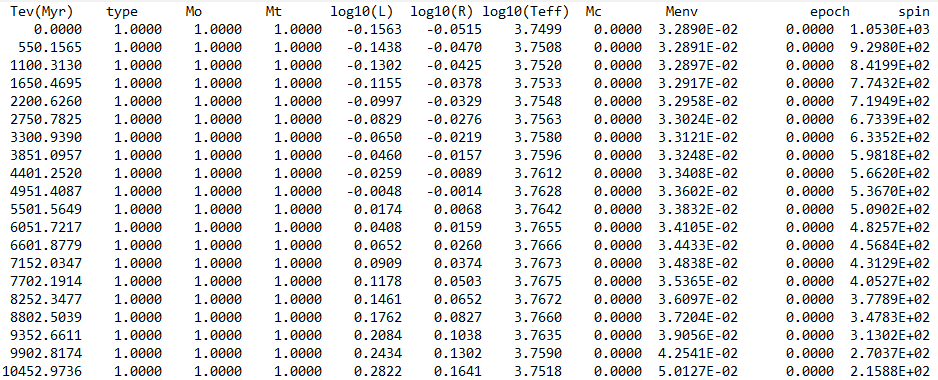 Tev(Myr) type Mo Mt log10(L) log10(R) log10(Teff) Mc Menv epoch spin
0.0000 1.0000 1.0000 1.0000 -0.1563 -0.0515 3.7499 0.0000 3.2890E-02 0.0000 1.0530E+03
550.1565 1.0000 1.0000 1.0000 -0.1438 -0.0470 3.7508 0.0000 3.2891E-02 0.0000 9.2980E+02
1100.3130 1.0000 1.0000 1.0000 -0.1302 -0.0425 3.7520 0.0000 3.2897E-02 0.0000 8.4199E+02
1650.4695 1.0000 1.0000 1.0000 -0.1155 -0.0378 3.7533 0.0000 3.2917E-02 0.0000 7.7432E+02
2200.6260 1.0000 1.0000 1.0000 -0.0997 -0.0329 3.7548 0.0000 3.2958E-02 0.0000 7.1949E+02
2750.7825 1.0000 1.0000 1.0000 -0.0829 -0.0276 3.7563 0.0000 3.3024E-02 0.0000 6.7339E+02
3300.9390 1.0000 1.0000 1.0000 -0.0650 -0.0219 3.7580 0.0000 3.3121E-02 0.0000 6.3352E+02
3851.0957 1.0000 1.0000 1.0000 -0.0460 -0.0157 3.7596 0.0000 3.3248E-02 0.0000 5.9818E+02
4401.2520 1.0000 1.0000 1.0000 -0.0259 -0.0089 3.7612 0.0000 3.3408E-02 0.0000 5.6620E+02
4951.4087 1.0000 1.0000 1.0000 -0.0048 -0.0014 3.7628 0.0000 3.3602E-02 0.0000 5.3670E+02
5501.5649 1.0000 1.0000 1.0000 0.0174 0.0068 3.7642 0.0000 3.3832E-02 0.0000 5.0902E+02
6051.7217 1.0000 1.0000 1.0000 0.0408 0.0159 3.7655 0.0000 3.4105E-02 0.0000 4.8257E+02
6601.8779 1.0000 1.0000 1.0000 0.0652 0.0260 3.7666 0.0000 3.4433E-02 0.0000 4.5684E+02
7152.0347 1.0000 1.0000 1.0000 0.0909 0.0374 3.7673 0.0000 3.4838E-02 0.0000 4.3129E+02
7702.1914 1.0000 1.0000 1.0000 0.1178 0.0503 3.7675 0.0000 3.5365E-02 0.0000 4.0527E+02
8252.3477 1.0000 1.0000 1.0000 0.1461 0.0652 3.7672 0.0000 3.6097E-02 0.0000 3.7789E+02
8802.5039 1.0000 1.0000 1.0000 0.1762 0.0827 3.7660 0.0000 3.7204E-02 0.0000 3.4783E+02
9352.6611 1.0000 1.0000 1.0000 0.2084 0.1038 3.7635 0.0000 3.9056E-02 0.0000 3.1302E+02
9902.8174 1.0000 1.0000 1.0000 0.2434 0.1302 3.7590 0.0000 4.2541E-02 0.0000 2.7037E+02
10452.9736 1.0000 1.0000 1.0000 0.2822 0.1641 3.7518 0.0000 5.0127E-02 0.0000 2.1588E+02